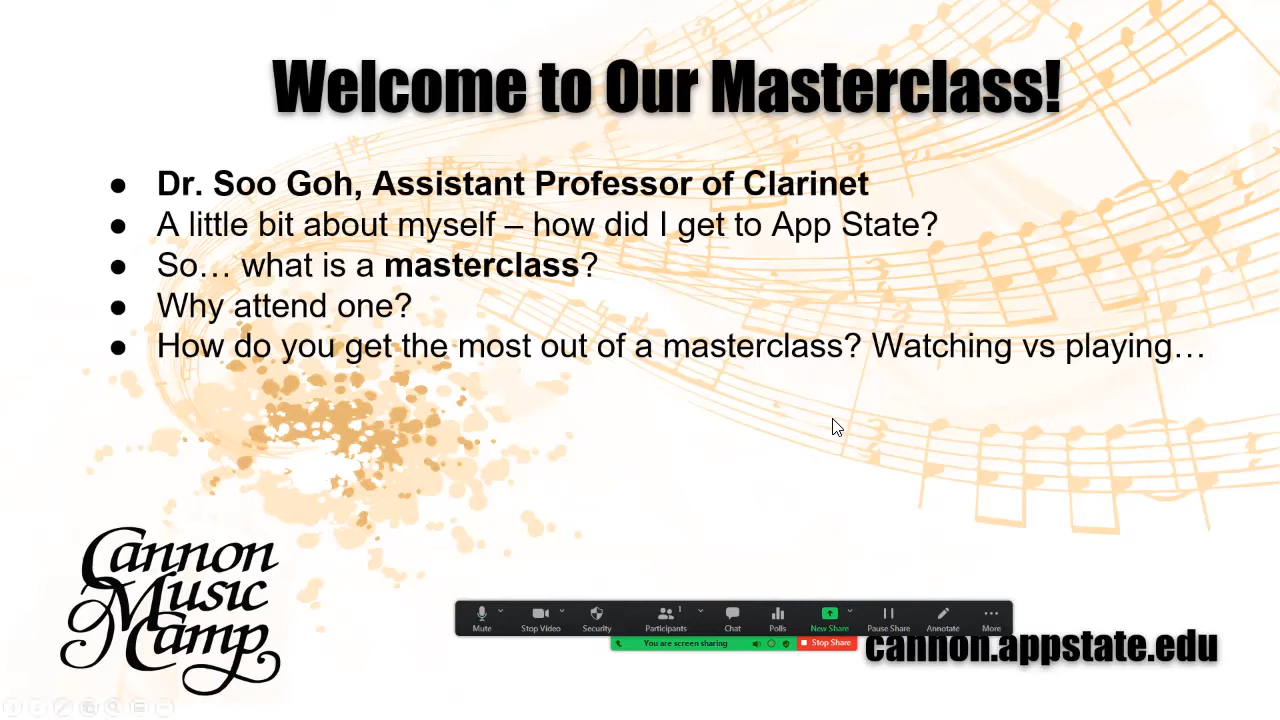 Welcome to Our Masterclass!
● Dr. Soo Goh, Assistant Professor of Clarinet
● A little bit about myself – how did I get to App State?
● So… what is a masterclass?
● Why attend one?
● How do you get the most out of a masterclass? Watching vs playing…
Cannon
Music
Camp
1
Mute Stop Video Security Participants Chat Polls New Share Pause Share Annotate More
You are screen sharing Stop Share
cannon.appstate.edu